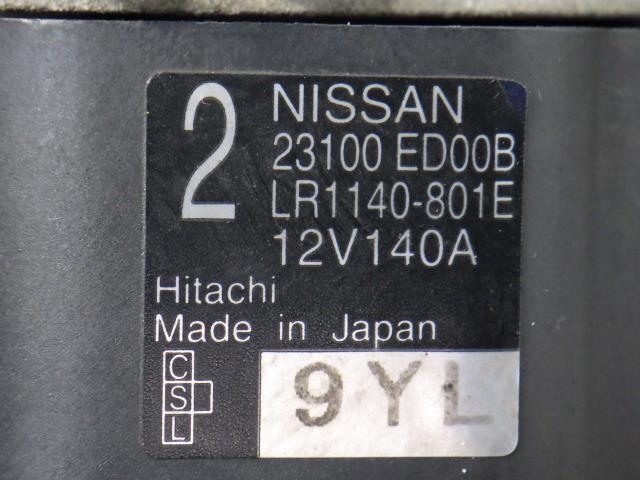 2
NISSAN
23100 ED00B
LR1140-801E
12V140A
Hitachi
Made in Japan
C
S
L
9YL